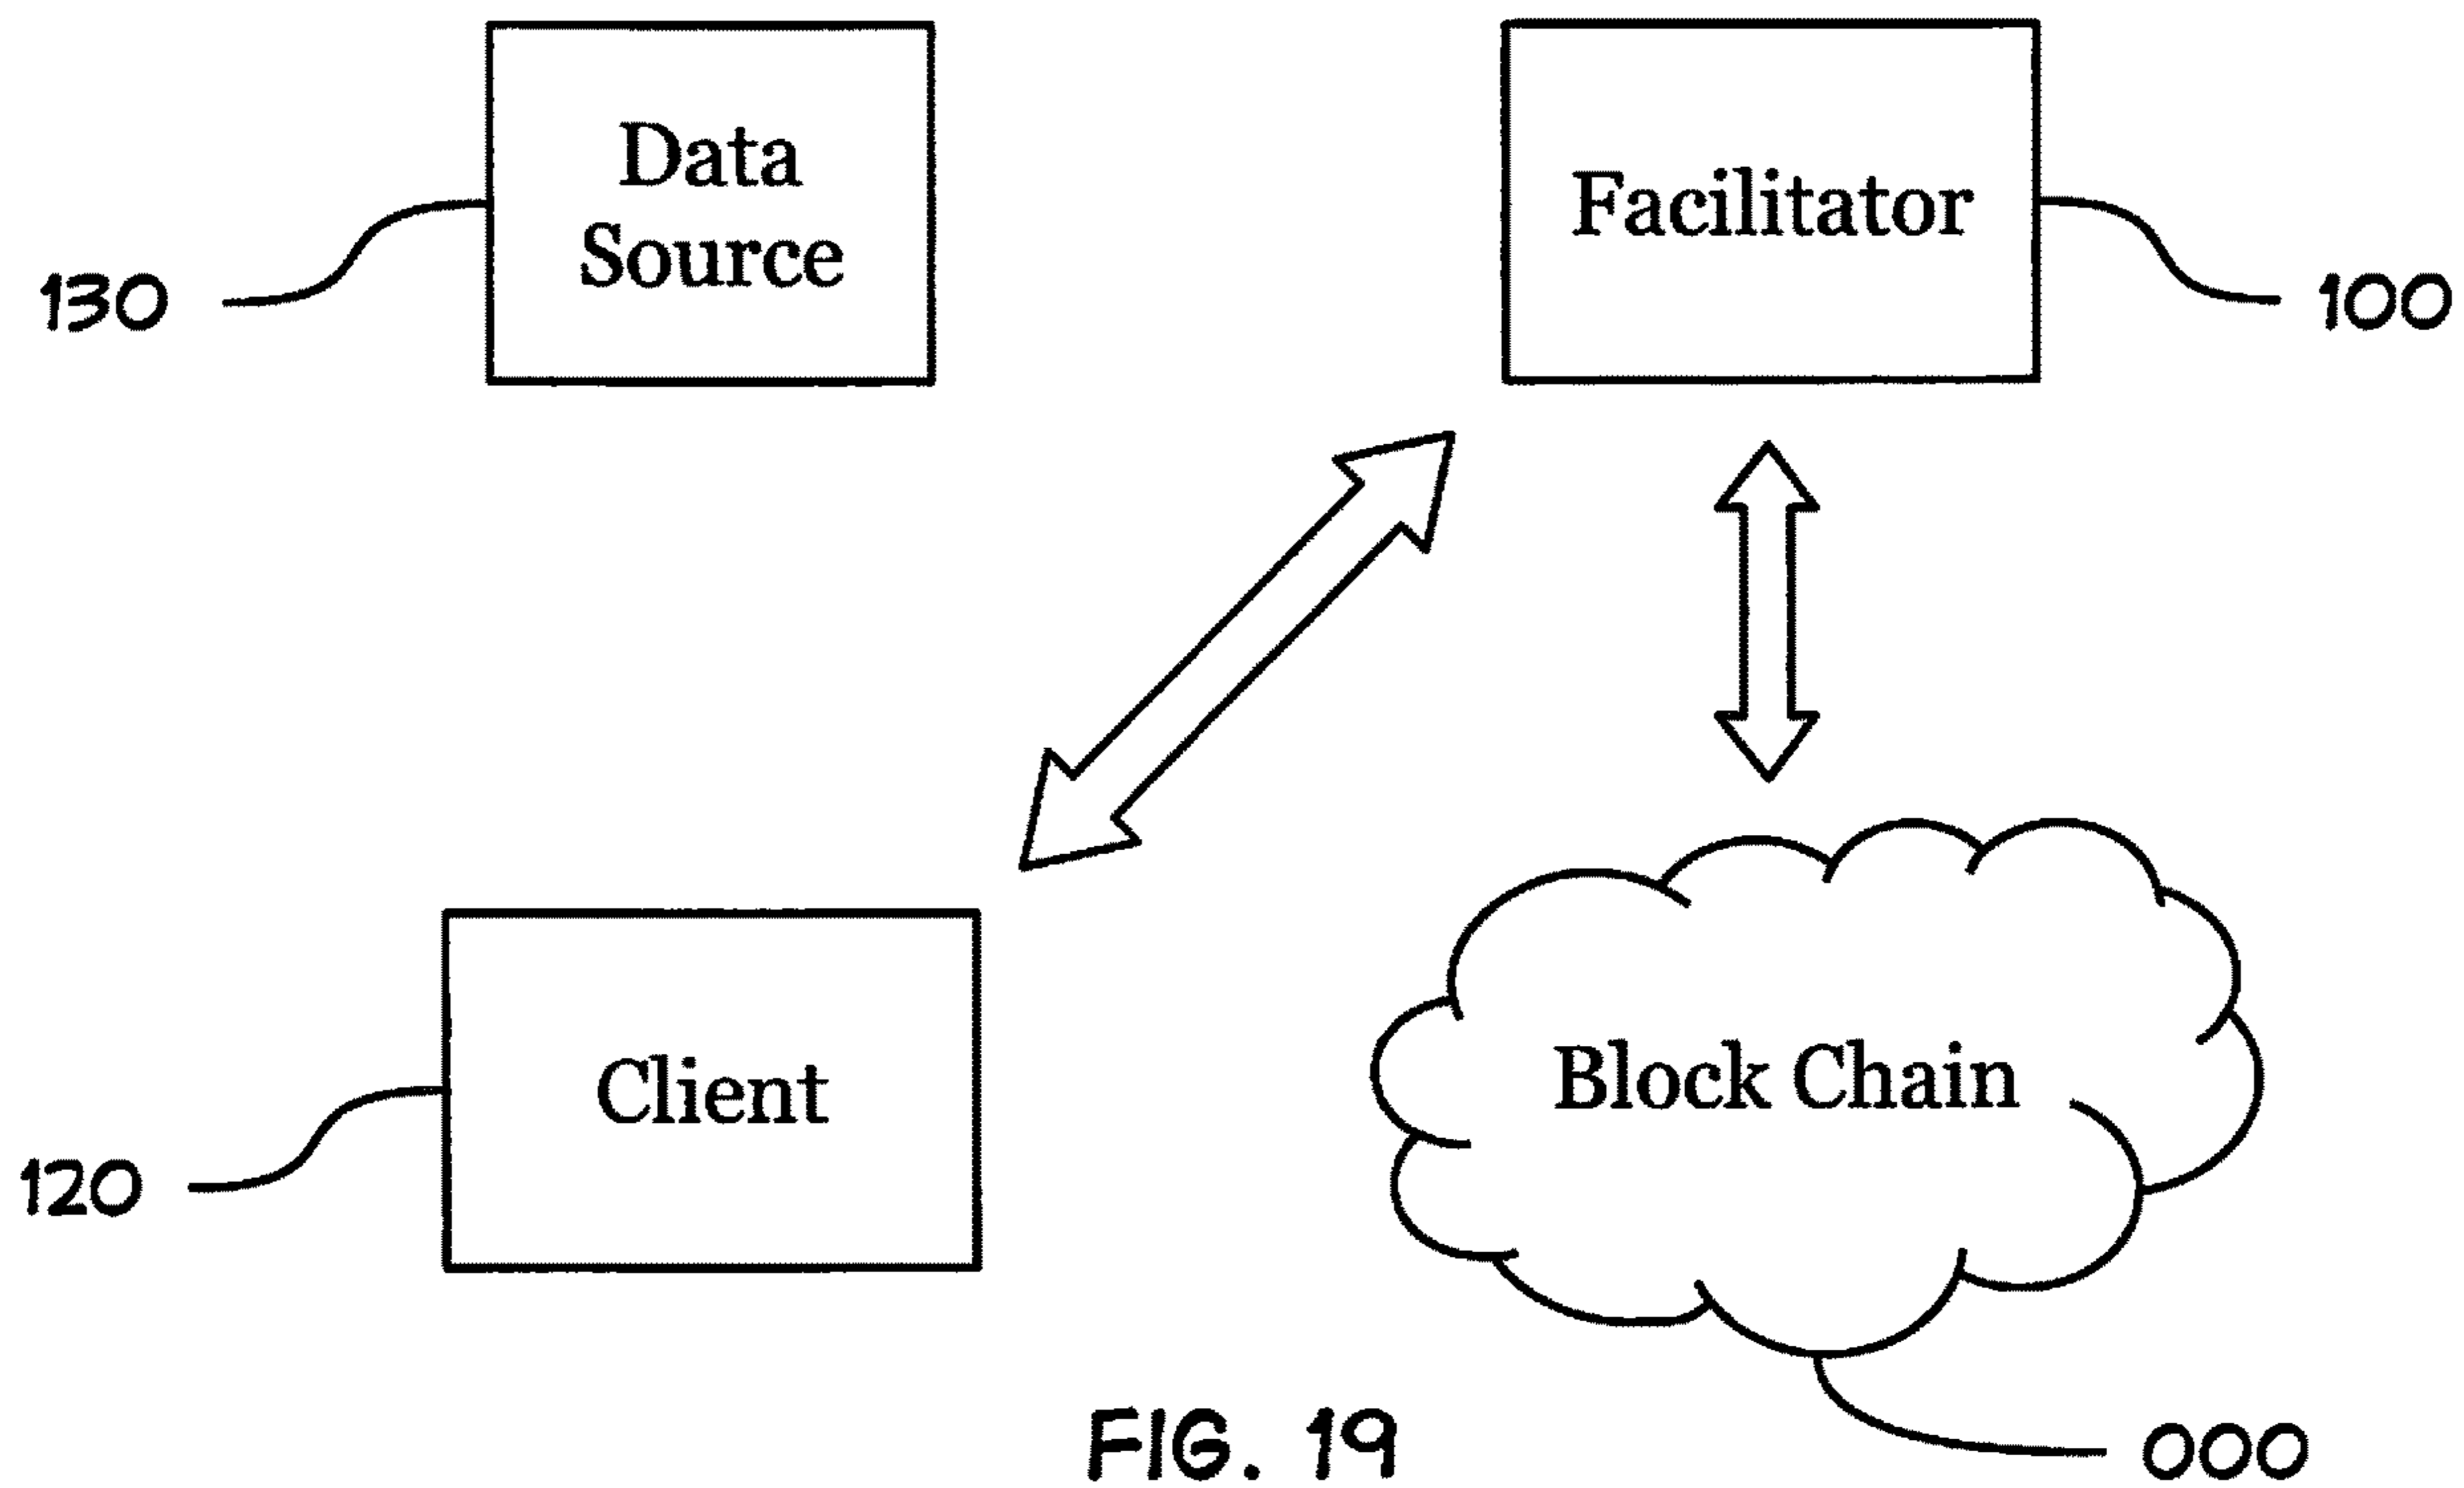 Data
Source
Facilitator
130
100
Client
Block Chain
120
FIG. 19
000